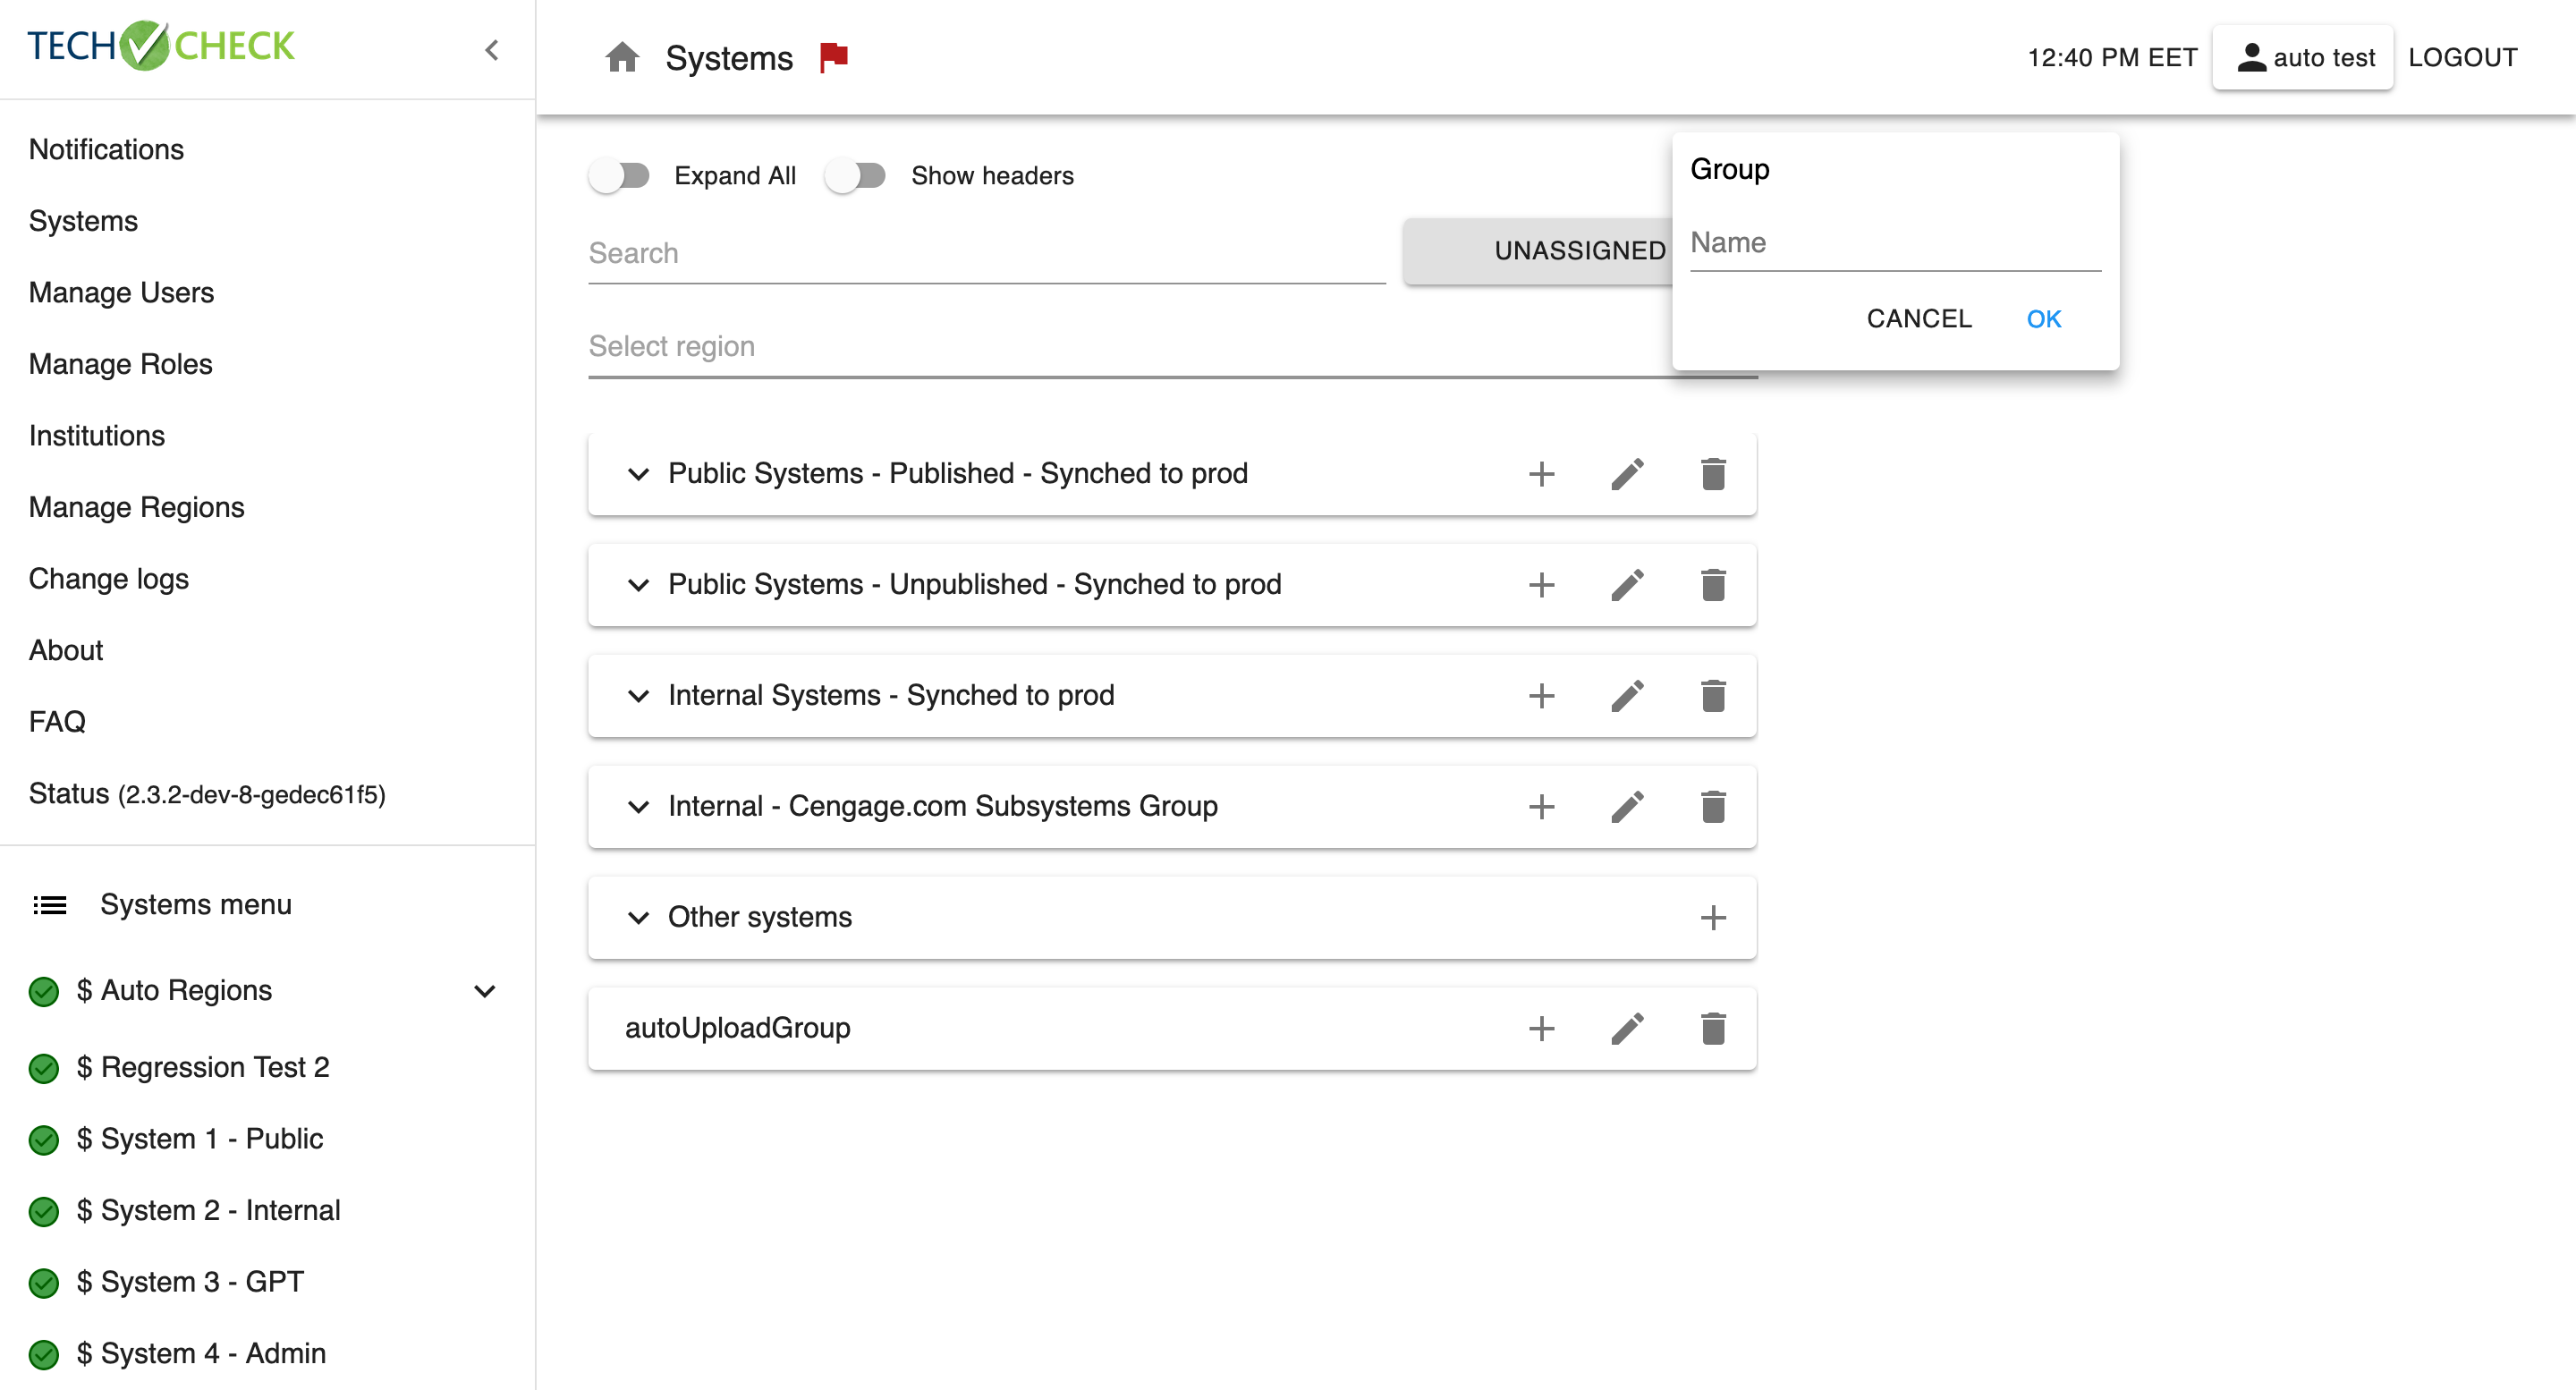 TECH CHECK
Notifications
Systems
Manage Users
Manage Roles
Institutions
Manage Regions
Change logs
About
FAQ
Status (2.3.2-dev-8-gedec61f5)
Systems menu
$ Auto Regions
$ Regression Test 2
$ System 1 - Public
$ System 2 - Internal
$ System 3 - GPT
$ System 4 - Admin
Systems
12:40 PM EET
auto test
LOGOUT
Expand All
Show headers
Search
UNASSIGNED
Select region
Group
Name
CANCEL
OK
Public Systems - Published - Synched to prod
Public Systems - Unpublished - Synched to prod
Internal Systems - Synched to prod
Internal - Cengage.com Subsystems Group
Other systems
autoUploadGroup